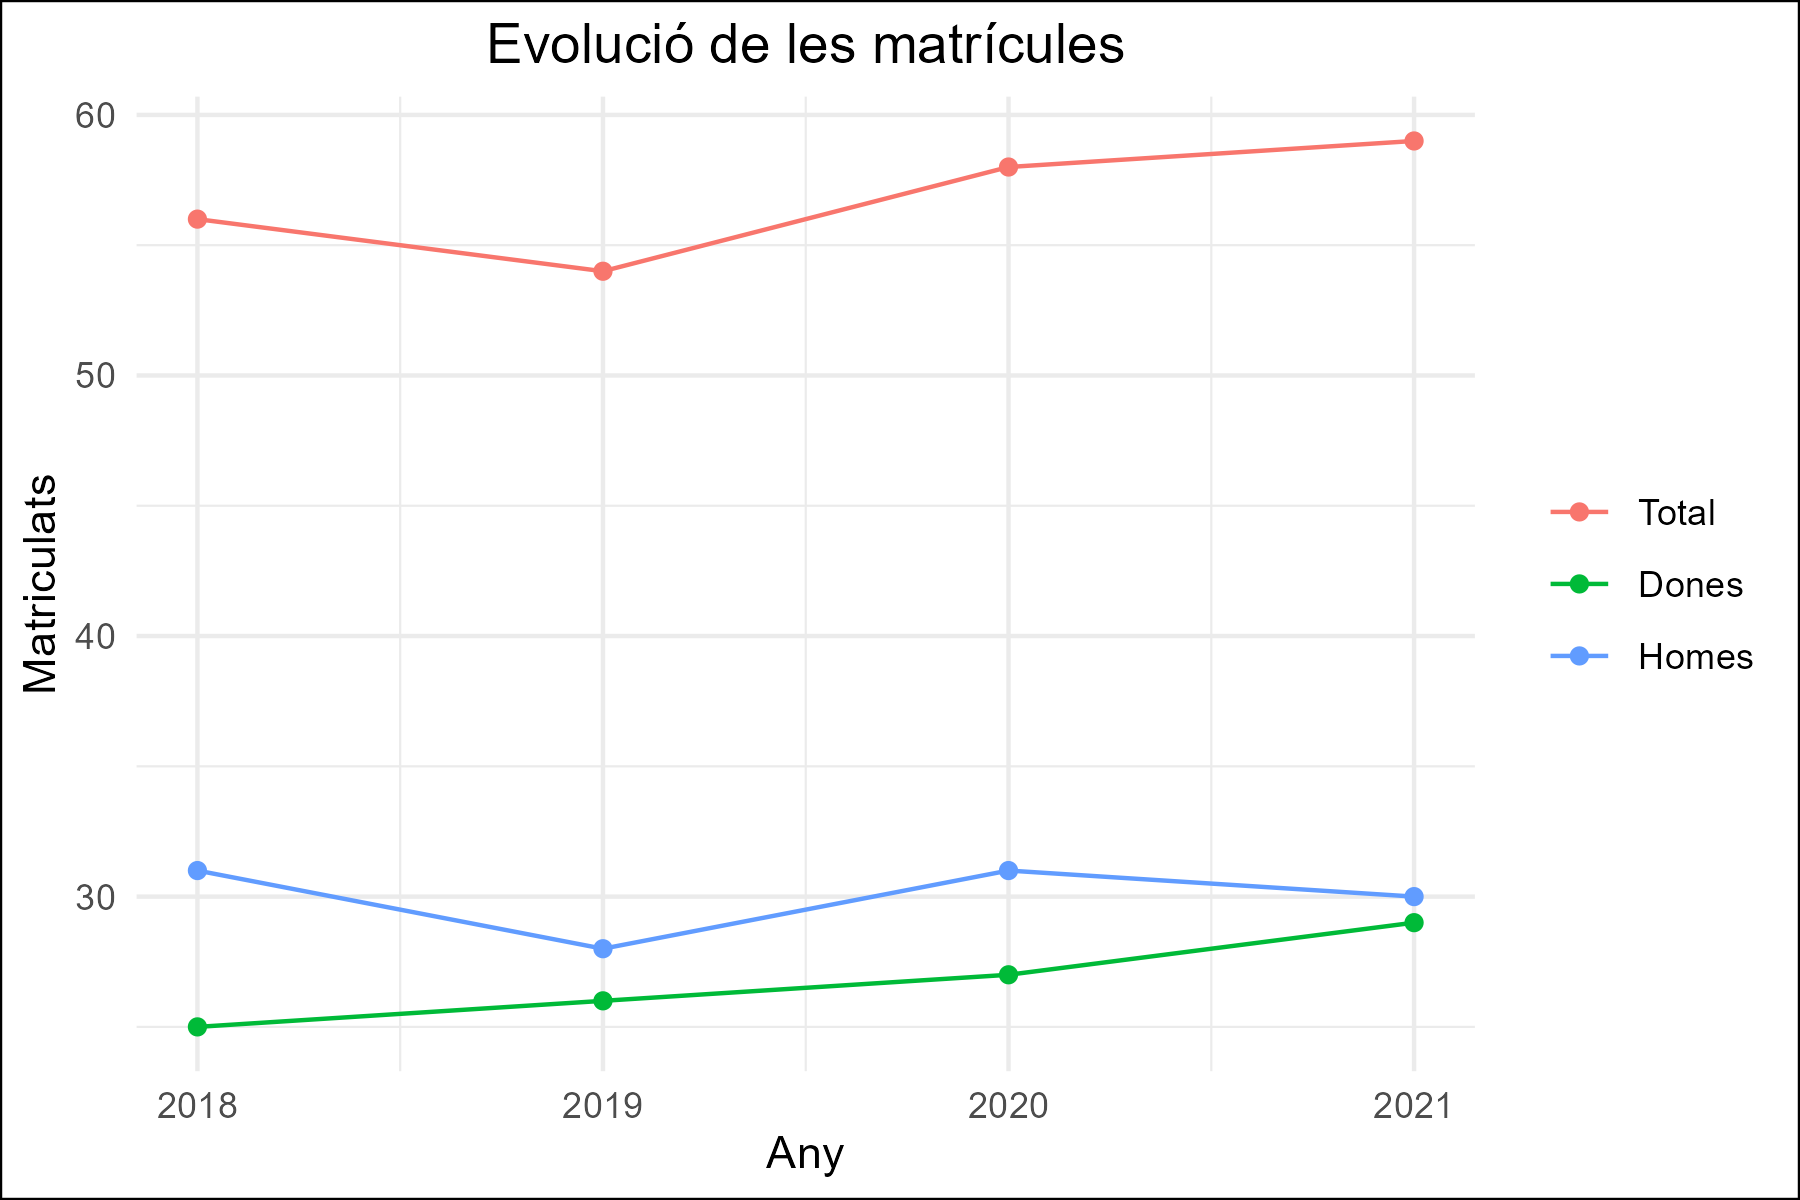 Evolució de les matrícules
60
50
40
30
Matriculats
2018
2019
2020
2021
Any
Total
Dones
Homes